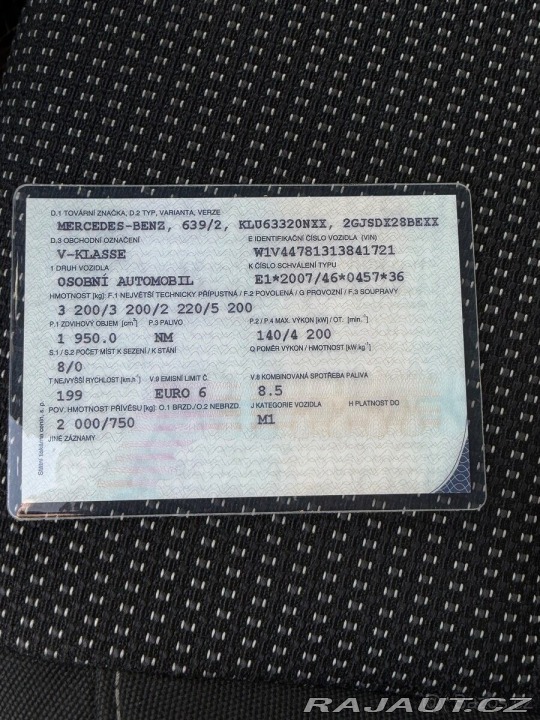 D.1 TOVÁRNÍ ZNAČKA, D.2 TYP, VARIANTA, VERZE
MERCEDES-BENZ, 639/2, KLU63320NXX, 2GJSDX28BEXX
D.3 OBCHODNÍ OZNAČENÍ E IDENTIFIKAČNÍ ČÍSLO VOZIDLA (VIN)
V-KLASSE W1V44781313841721
1 DRUH VOZIDLA K ČÍSLO SCHVÁLENÍ TYPU
OSOBNÍ AUTOMOBIL E1*2007/46*0457*36
HMOTNOST [kg]: F.1 NEJVĚTŠÍ TECHNICKY PŘÍPUSTNÁ / F.2 POVOLENÁ / G PROVOZNÍ / F.3 SOUPRAVY
3 200/3 200/2 220/5 200
P.1 ZDVIHOVÝ OBJEM [cm³] P.3 PALIVO P.2 / P.4 MAX. VÝKON [kW] / OT. [min.⁻¹]
1 950.0 NM 140/4 200
S.1 / S.2 POČET MÍST K SEZENÍ / K STÁNÍ Q POMĚR VÝKON / HMOTNOST [kW.kg⁻¹]
8/0
T NEJVYŠŠÍ RYCHLOST [km.h⁻¹] V.9 EMISNÍ LIMIT Č. V.8 KOMBINOVANÁ SPOTŘEBA PALIVA
199 EURO 6 8.5
POV. HMOTNOST PŘÍVĚSU [kg]: O.1 BRZD./O.2 NEBRZD. J KATEGORIE VOZIDLA H PLATNOST DO
2 000/750 M1
JINÉ ZÁZNAMY
Státní tiskárna cenin, s. p.
RAJAUT.CZ